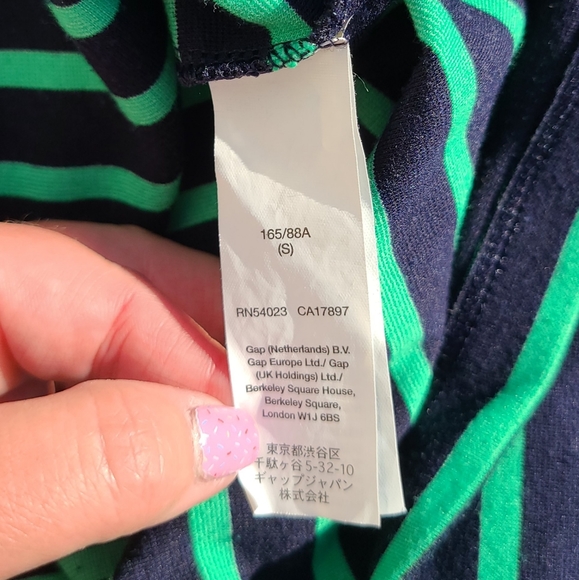 165/88A
(S)
RN54023 CA17897
Gap (Netherlands) B.V.
Gap Europe Ltd./ Gap
(UK Holdings) Ltd./
Berkeley Square House,
Berkeley Square,
London W1J 6BS
東京都渋谷区
千駄ヶ谷5-32-10
ギャップジャパン
株式会社